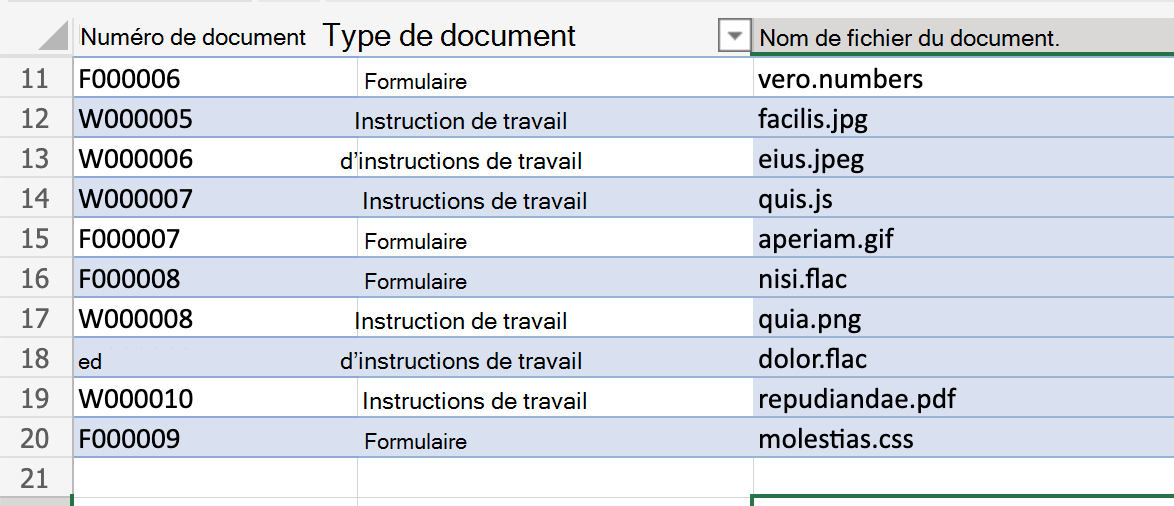 Numéro de document Type de document Nom de fichier du document.
11 F000006 Formulaire vero.numbers
12 W000005 Instruction de travail facilis.jpg
13 W000006 d’instructions de travail eius.jpeg
14 W000007 Instructions de travail quis.js
15 F000007 Formulaire aperiam.gif
16 F000008 Formulaire nisi.flac
17 W000008 Instruction de travail quia.png
18 ed d’instructions de travail dolor.flac
19 W000010 Instructions de travail repudiandae.pdf
20 F000009 Formulaire molestias.css
21